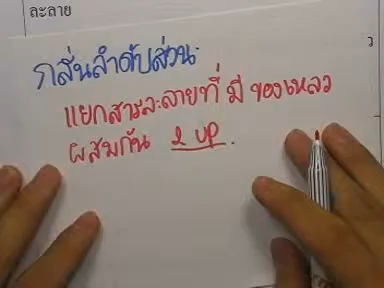 ละลาย
กลั่นลำดับส่วน
แยกสารละลายที่ มี ของเหลว
ผสมกัน 2 UP.
ว